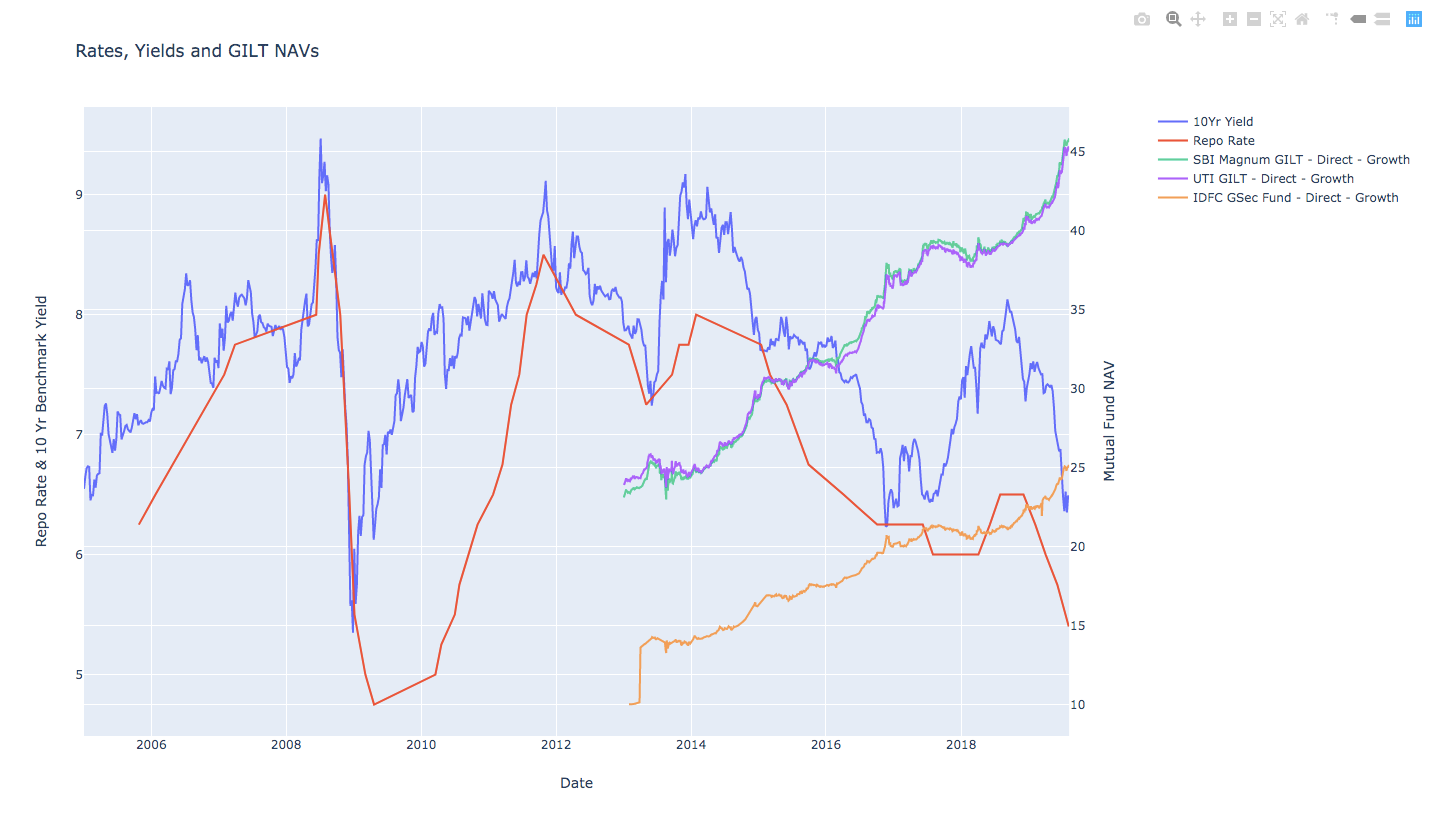 Rates, Yields and GILT NAVs
10Yr Yield
Repo Rate
SBI Magnum GILT - Direct - Growth
UTI GILT - Direct - Growth
IDFC GSec Fund - Direct - Growth
Repo Rate & 10 Yr Benchmark Yield
9
8
7
6
5
45
40
35
30
25
20
15
10
Mutual Fund NAV
2006
2008
2010
2012
2014
2016
2018
Date